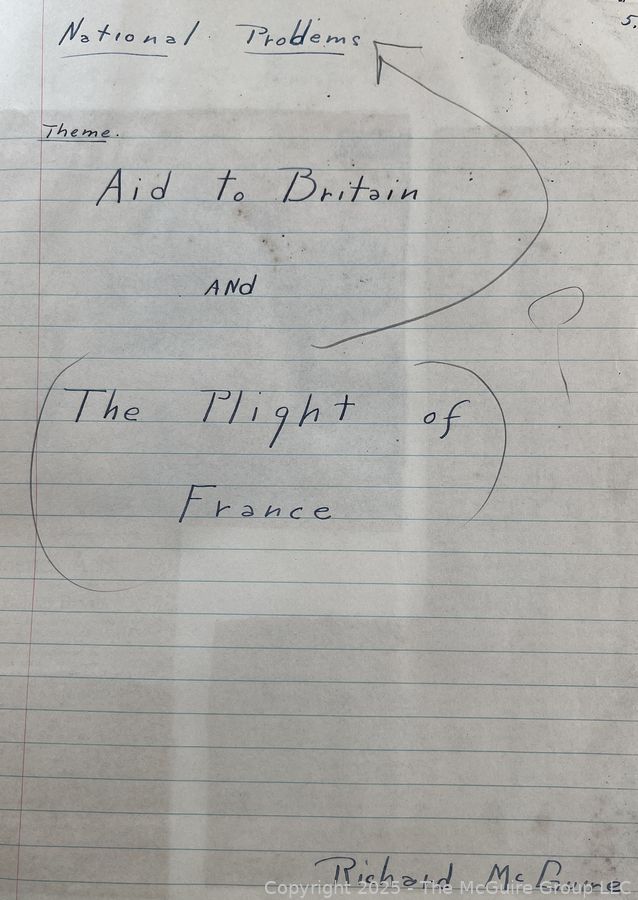 National Problems
5.
Theme.
Aid to Britain
AND
The Plight of
France
Richard McGuire
Copyright 2025 - The McGuire Group LLC